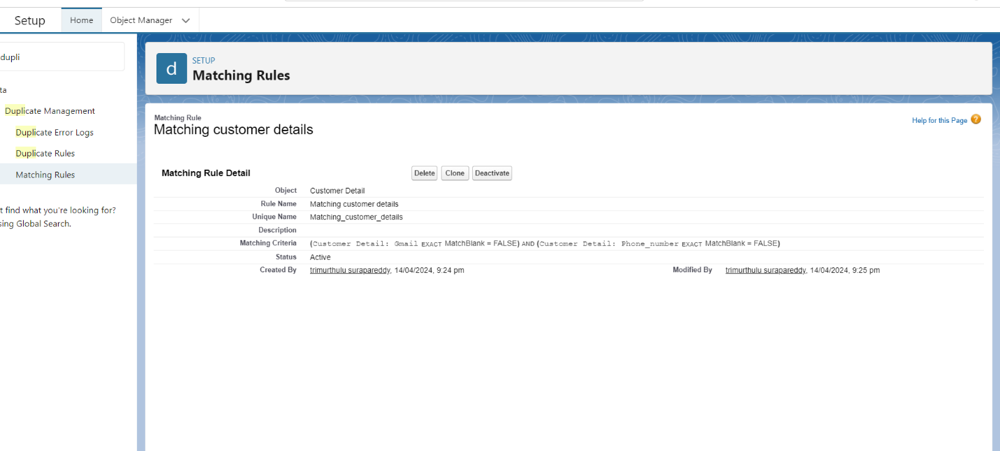 Setup
Home
Object Manager
dupli
ta
Duplicate Management
Duplicate Error Logs
Duplicate Rules
Matching Rules
t find what you're looking for?
sing Global Search.
d
SETUP
Matching Rules
Matching Rule
Matching customer details
Help for this Page ?
Matching Rule Detail
Delete Clone Deactivate
Object Customer Detail
Rule Name Matching customer details
Unique Name Matching_customer_details
Description
Matching Criteria (Customer Detail: Gmail EXACT MatchBlank = FALSE) AND (Customer Detail: Phone_number EXACT MatchBlank = FALSE)
Status Active
Created By trimurthulu surapareddy, 14/04/2024, 9:24 pm Modified By trimurthulu surapareddy, 14/04/2024, 9:25 pm